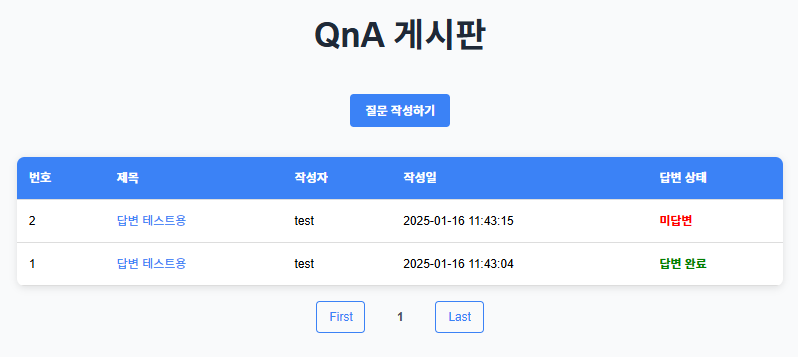 QnA 게시판
질문 작성하기
번호 제목 작성자 작성일 답변 상태
2 답변 테스트용 test 2025-01-16 11:43:15 미답변
1 답변 테스트용 test 2025-01-16 11:43:04 답변 완료
First 1 Last